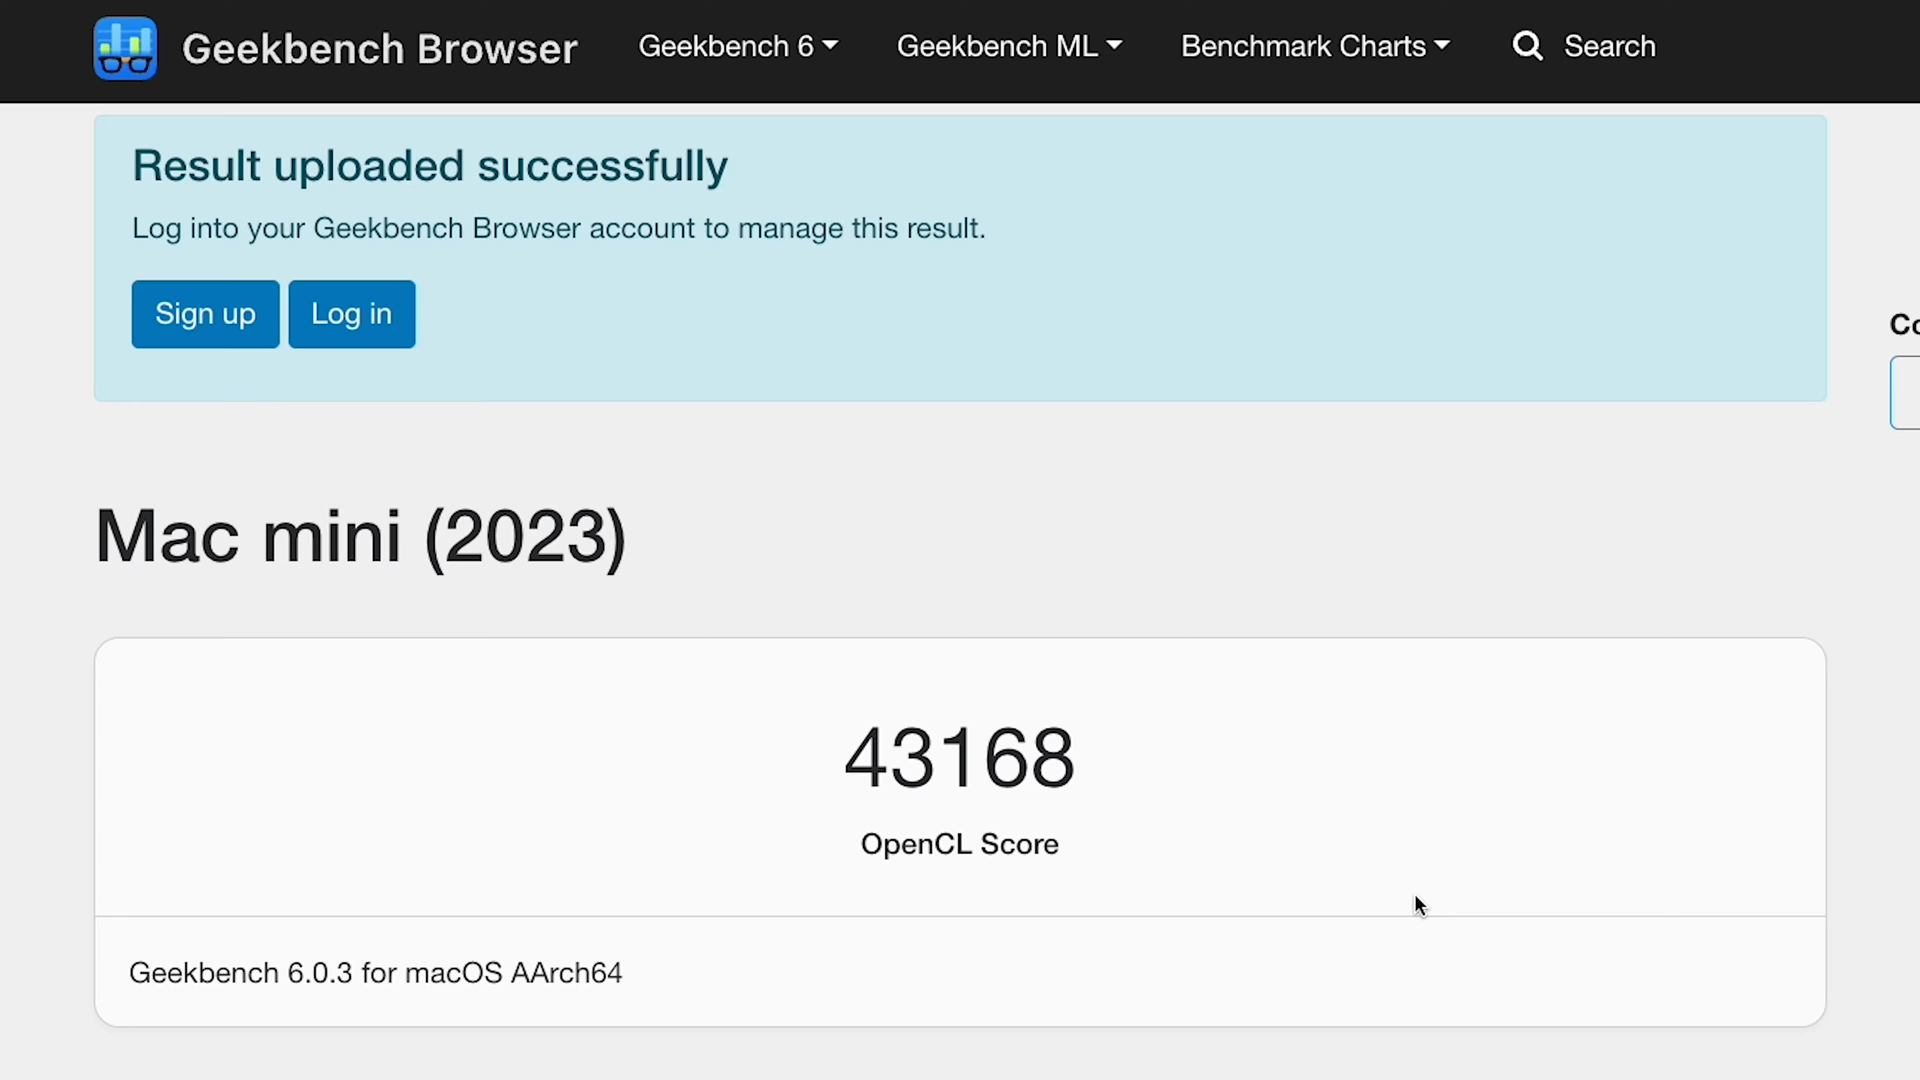 Geekbench Browser Geekbench 6 Geekbench ML Benchmark Charts Search
Result uploaded successfully
Log into your Geekbench Browser account to manage this result.
Sign up Log in
Mac mini (2023)
43168
OpenCL Score
Geekbench 6.0.3 for macOS AArch64